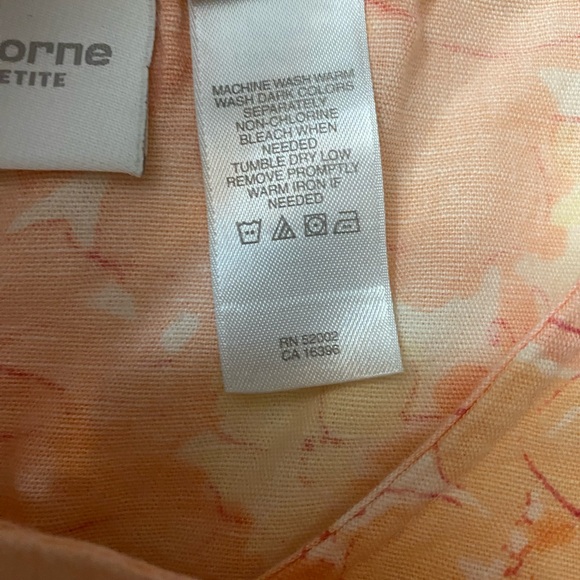 orne
ETITE
MACHINE WASH WARM
WASH DARK COLORS
SEPARATELY
NON-CHLORINE
BLEACH WHEN
NEEDED
TUMBLE DRY LOW
REMOVE PROMPTLY
WARM IRON IF
NEEDED
RN 52002
CA 16396